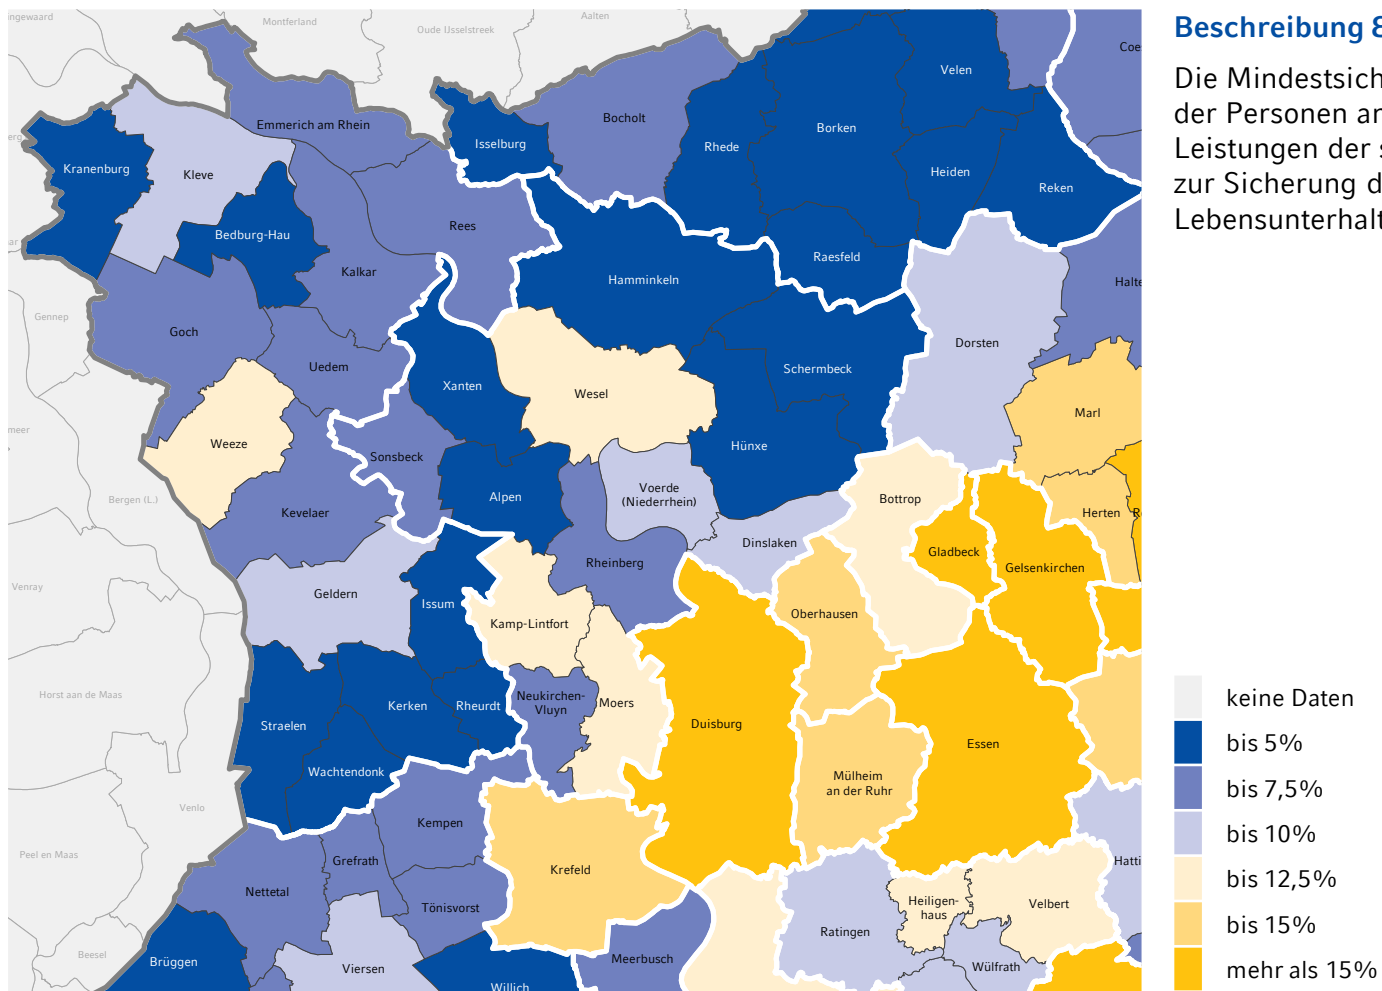 ingewaard
Montferland
Oude IJsselstreek
Aalten
Beschreibung &
Die Mindestsich
der Personen an
Leistungen der s
zur Sicherung d
Lebensunterhalt
Coe
Velen
Emmerich am Rhein
Bocholt
Borken
Isselburg
Rhede
Kranenburg
Kleve
Heiden
Reken
Bedburg-Hau
Rees
Raesfeld
Kalkar
Hamminkeln
Halte
Gennep
Goch
Dorsten
Uedem
Schermbeck
Xanten
Wesel
Marl
meer
Weeze
Hünxe
Sonsbeck
Bergen (L.)
Alpen
Voerde
(Niederrhein)
Bottrop
Kevelaer
Herten
R
Dinslaken
Gladbeck
Rheinberg
Gelsenkirchen
Venray
Geldern
Issum
Oberhausen
Kamp-Lintfort
Horst aan de Maas
Neukirchen-
Vluyn
Moers
Kerken
Rheurdt
Straelen
Duisburg
Essen
Wachtendonk
Mülheim
an der Ruhr
Venlo
Kempen
Peel en Maas
Grefrath
Krefeld
Hatti
Nettetal
Tönisvorst
Heiligen-
haus
Velbert
Ratingen
Beesel
Brüggen
Viersen
Meerbusch
Wülfrath
Willich
keine Daten
bis 5%
bis 7,5%
bis 10%
bis 12,5%
bis 15%
mehr als 15%